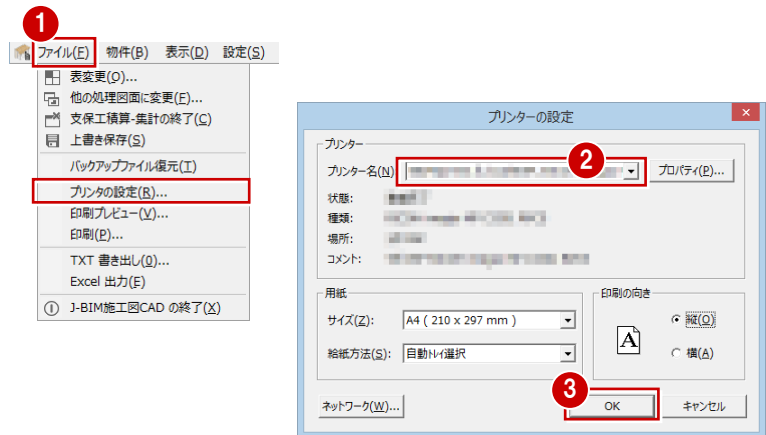 1
ファイル(F) 物件(B) 表示(D) 設定(S)
表変更(O)...
他の処理図面に変更(F)...
支保工積算-集計の終了(C)
上書き保存(S)
バックアップファイル復元(T)
プリンタの設定(R)...
印刷プレビュー(V)...
印刷(P)...
TXT 書き出し(0)...
Excel 出力(E)
J-BIM施工図CAD の終了(X)
プリンターの設定
プリンター
2
プリンター名(N)
プロパティ(P)...
状態:
種類:
場所:
コメント:
用紙
サイズ(Z): A4 ( 210 x 297 mm )
給紙方法(S): 自動トレイ選択
印刷の向き
A
縦(O)
横(A)
3
ネットワーク(W)...
OK
キャンセル